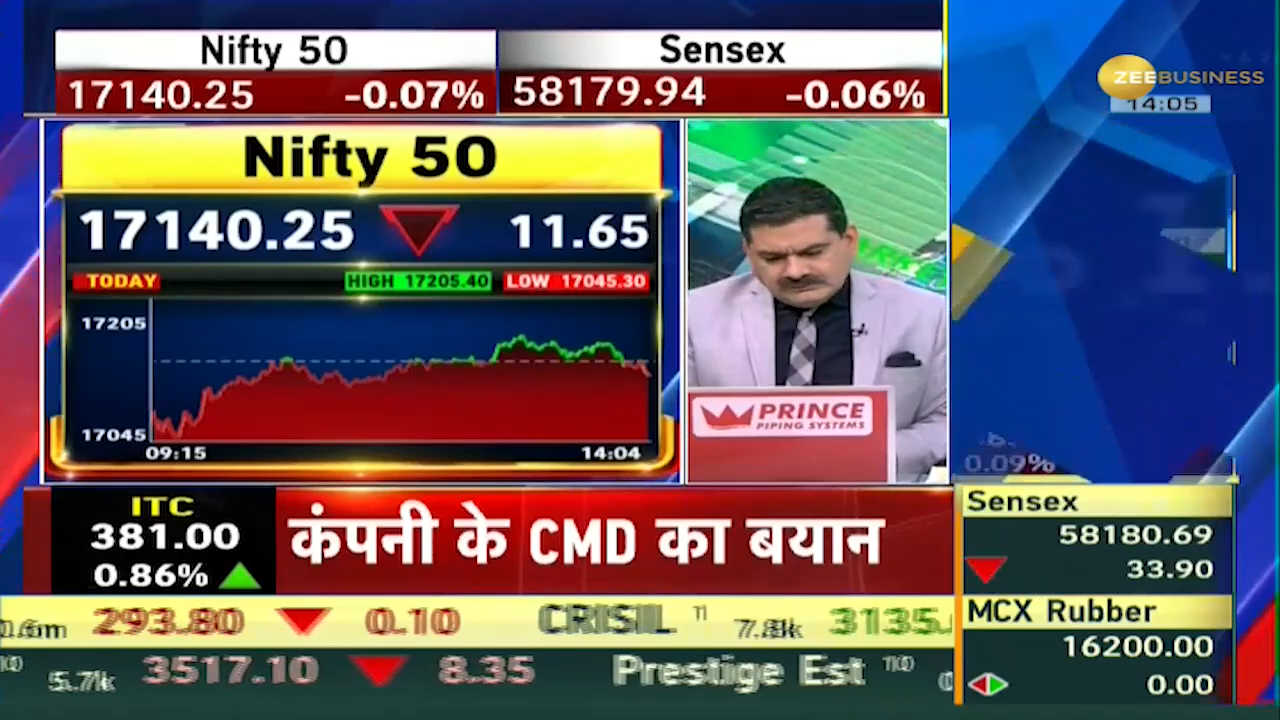 Nifty 50
Sensex
17140.25 -0.07%
58179.94 -0.06%
ZEEBUSINESS
14:05
Nifty 50
17140.25 11.65
TODAY HIGH 17205.40 LOW 17045.30
17205
17045
09:15 14:04
PRINCE
PIPING SYSTEMS
0.09%
ITC
381.00
0.86%
कंपनी के CMD का बयान
Sensex
58180.69
33.90
MCX Rubber
16200.00
0.00
293.80 0.10 CRISIL
3517.10 8.35 Prestige Est